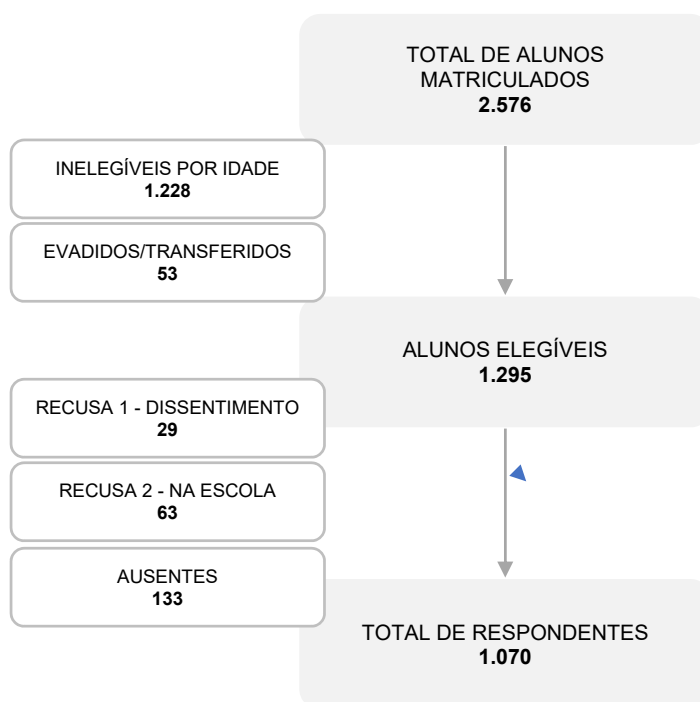 TOTAL DE ALUNOS
MATRICULADOS
2.576
INELEGÍVEIS POR IDADE
1.228
EVADIDOS/TRANSFERIDOS
53
ALUNOS ELEGÍVEIS
1.295
RECUSA 1 - DISSENTIMENTO
29
RECUSA 2 - NA ESCOLA
63
AUSENTES
133
TOTAL DE RESPONDENTES
1.070